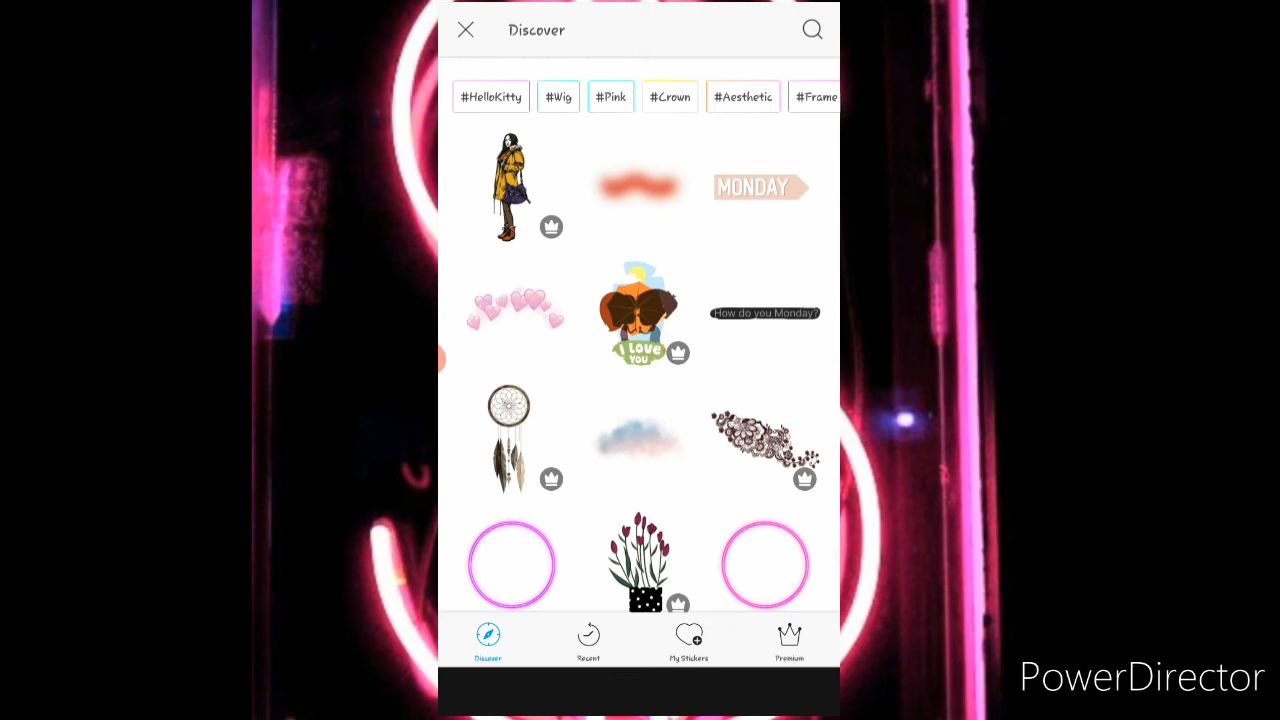 Discover
#HelloKitty #Wig #Pink #Crown #Aesthetic #Frame
MONDAY
How do you Monday?
I LOVE
YOU
Discover Recent My Stickers Premium
PowerDirector